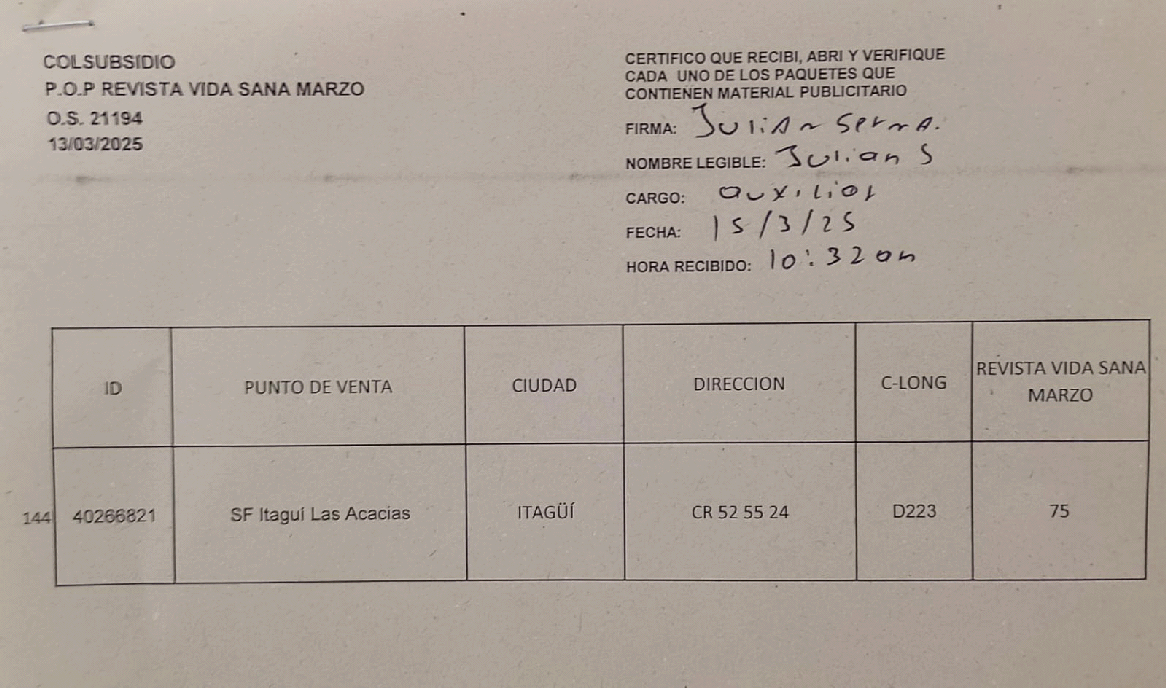 COLSUBSIDIO
P.O.P REVISTA VIDA SANA MARZO
O.S. 21194
13/03/2025
CERTIFICO QUE RECIBI, ABRI Y VERIFIQUE
CADA UNO DE LOS PAQUETES QUE
CONTIENEN MATERIAL PUBLICITARIO
FIRMA: Julian Serna.
NOMBRE LEGIBLE: Julian S
CARGO: auxiliar
FECHA: 15/3/25
HORA RECIBIDO: 10:32 am
ID PUNTO DE VENTA CIUDAD DIRECCION C-LONG REVISTA VIDA SANA
MARZO
144 40266821 SF Itaguí Las Acacias ITAGÜÍ CR 52 55 24 D223 75